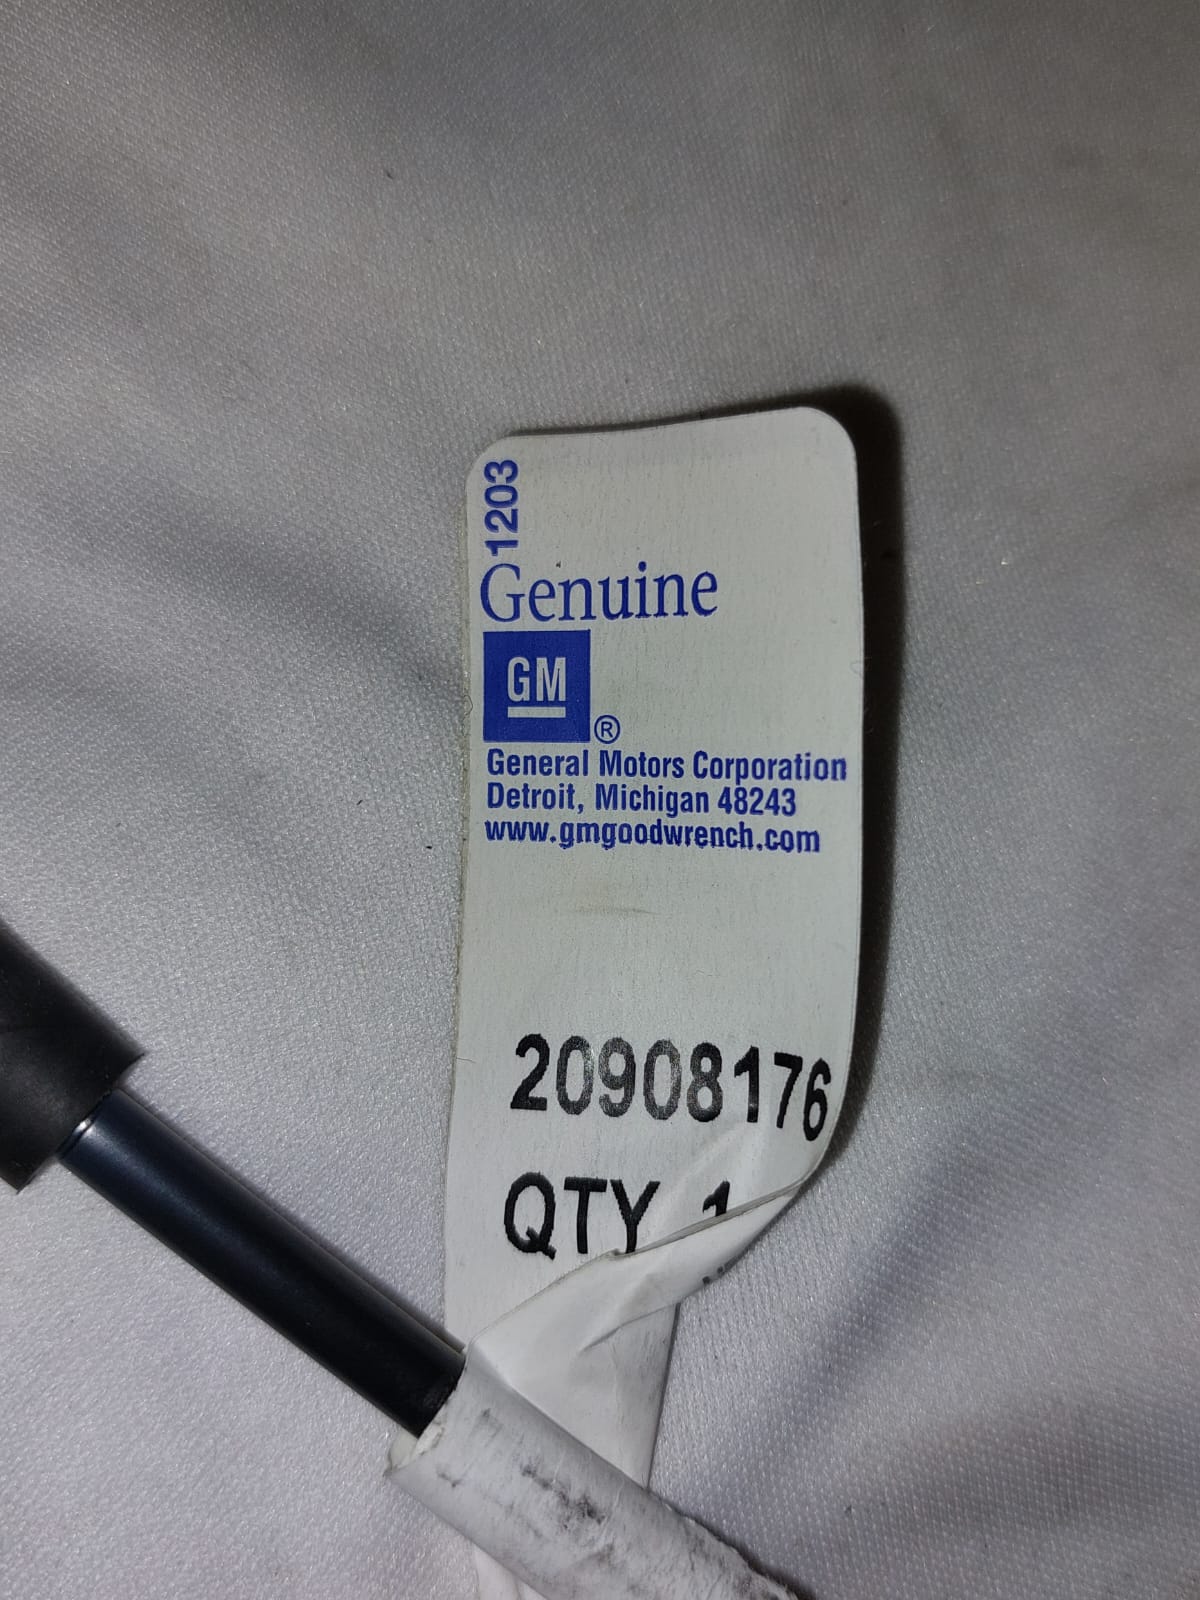 1203
Genuine
GM
®
General Motors Corporation
Detroit, Michigan 48243
www.gmgoodwrench.com
20908176
QTY 1